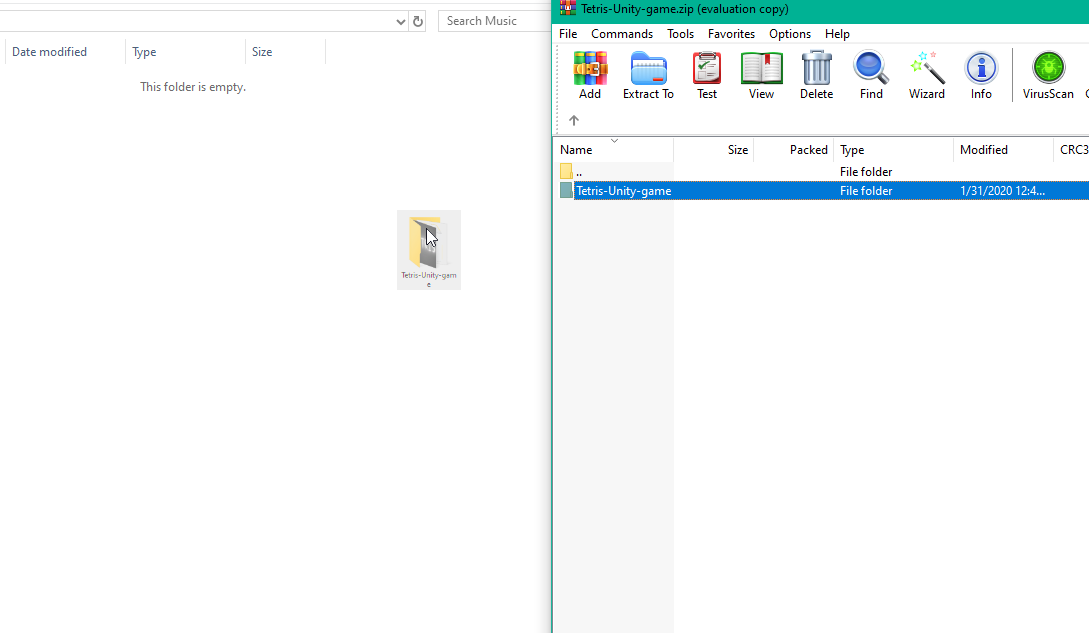 Search Music
Date modified
Type
Size
This folder is empty.
Tetris-Unity-gam
e
Tetris-Unity-game.zip (evaluation copy)
File Commands Tools Favorites Options Help
Add Extract To Test View Delete Find Wizard Info VirusScan
Name Size Packed Type Modified CRC3
.. File folder
Tetris-Unity-game File folder 1/31/2020 12:4...